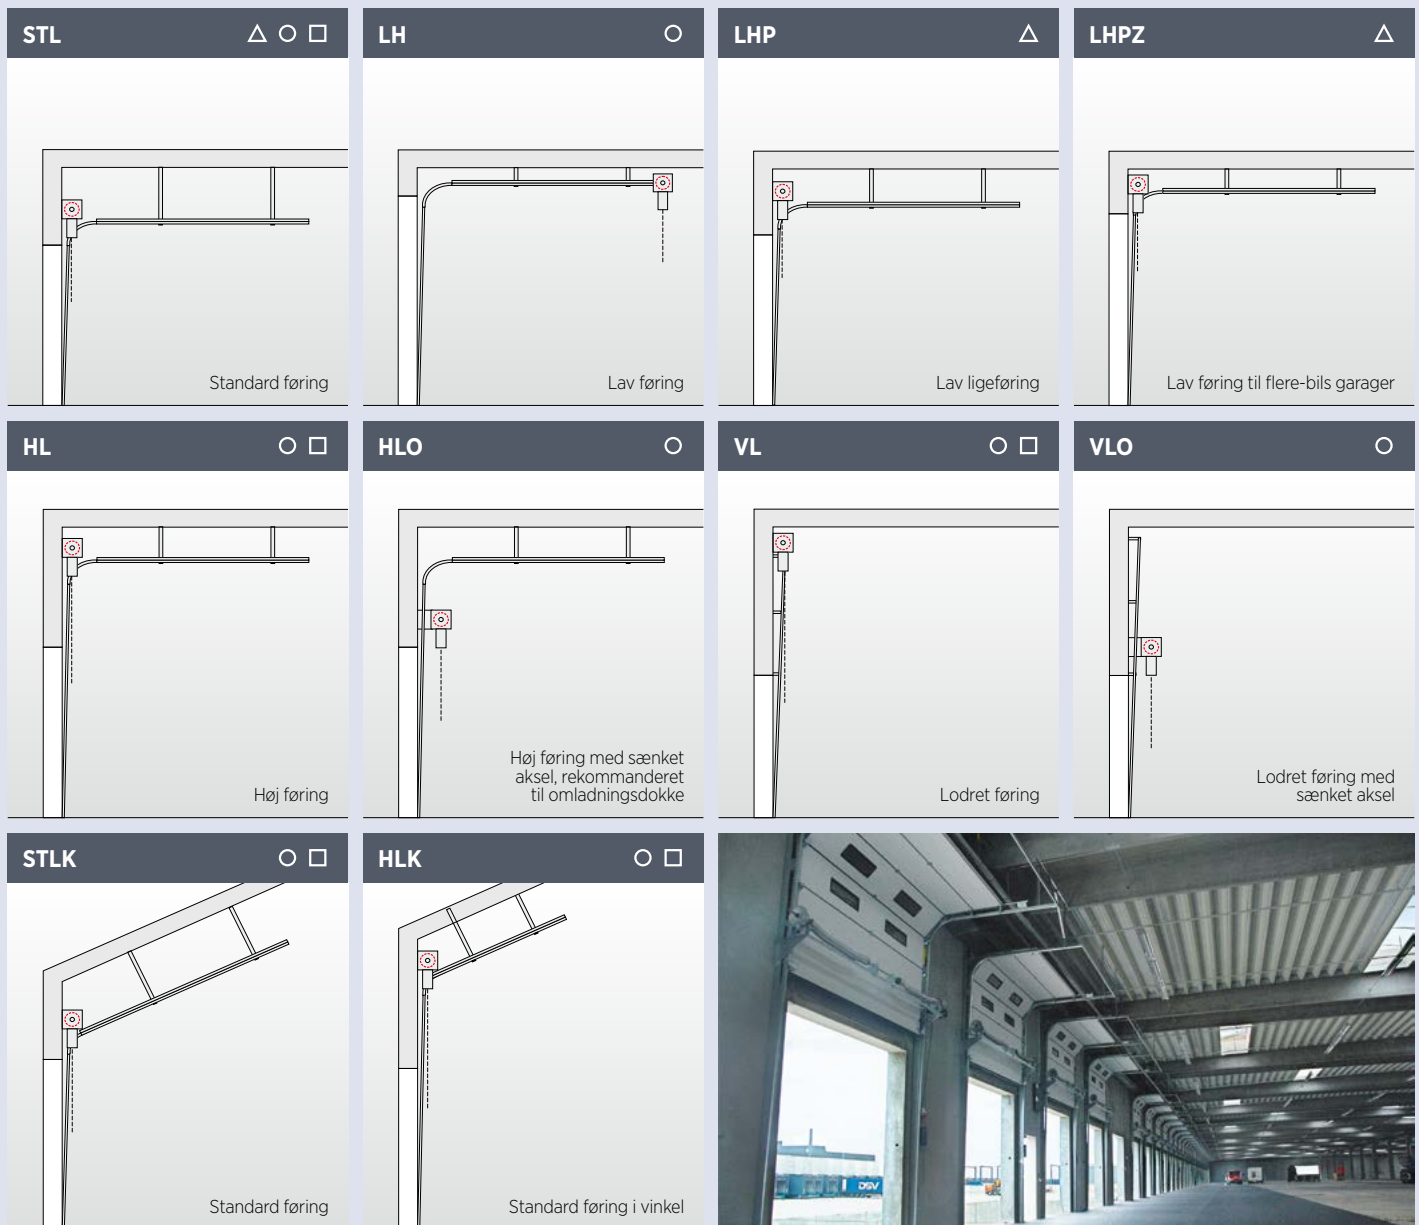 STL
LH
LHP
LHPZ
Standard føring
Lav føring
Lav ligeføring
Lav føring til flere-bils garager
HL
HLO
VL
VLO
Høj føring
Høj føring med sænket
aksel, rekommanderet
til omladningsdokke
Lodret føring
Lodret føring med
sænket aksel
STLK
HLK
Standard føring
Standard føring i vinkel
DSV